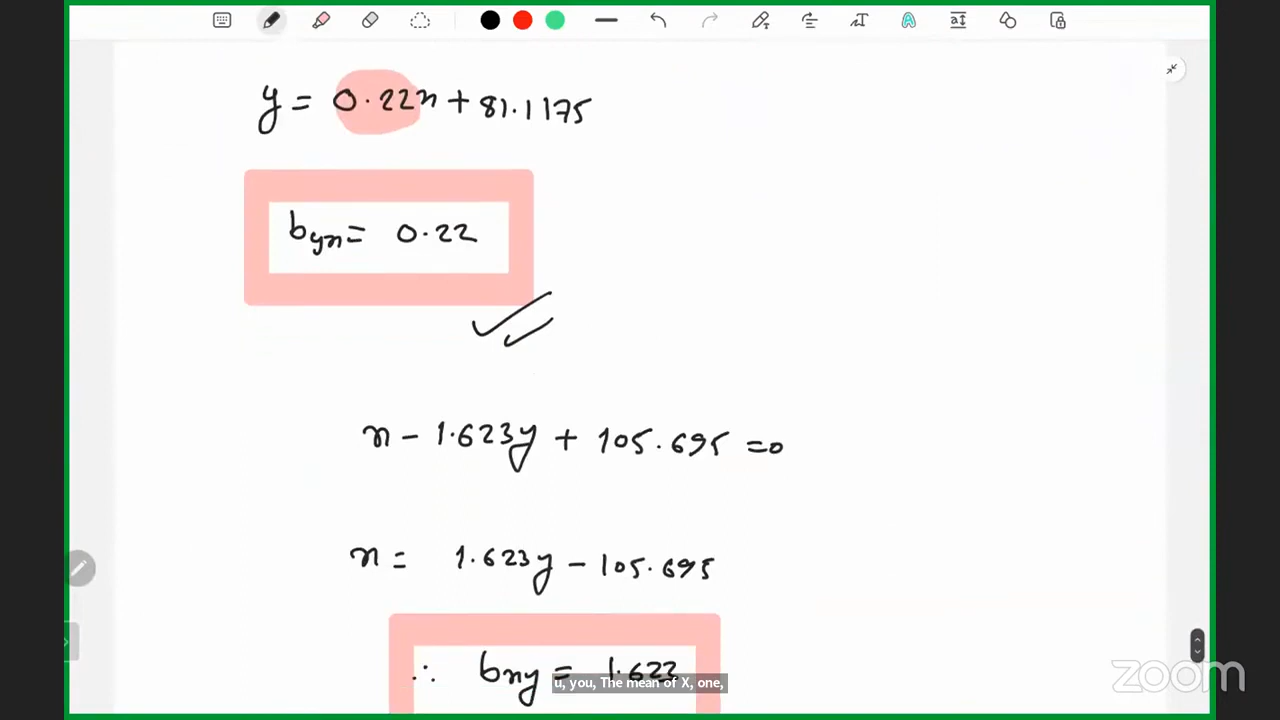 y = 0.22x + 81.1175
byx = 0.22
x - 1.623y + 105.695 = 0
x = 1.623y - 105.695
∴ bxy = 1.623
u, you, The mean of X, one,
zoom